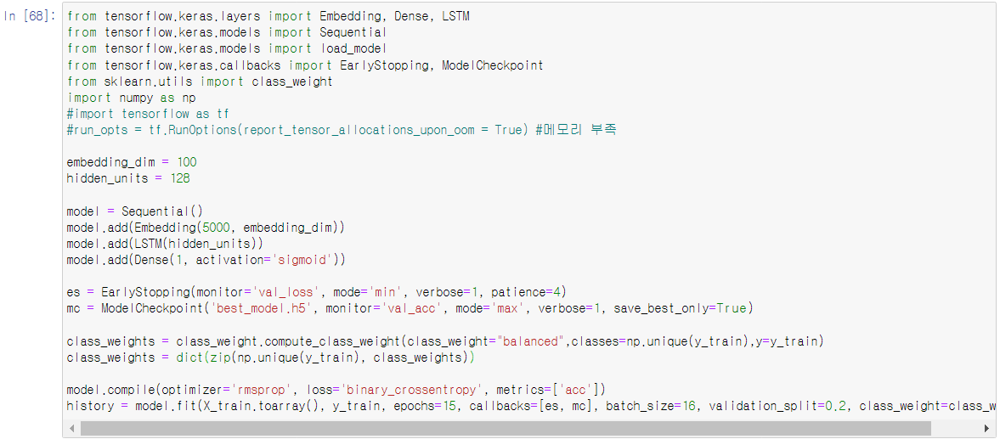 In [68]:
from tensorflow.keras.layers import Embedding, Dense, LSTM
from tensorflow.keras.models import Sequential
from tensorflow.keras.models import load_model
from tensorflow.keras.callbacks import EarlyStopping, ModelCheckpoint
from sklearn.utils import class_weight
import numpy as np
#import tensorflow as tf
#run_opts = tf.RunOptions(report_tensor_allocations_upon_oom = True) #메모리 부족
embedding_dim = 100
hidden_units = 128
model = Sequential()
model.add(Embedding(5000, embedding_dim))
model.add(LSTM(hidden_units))
model.add(Dense(1, activation='sigmoid'))
es = EarlyStopping(monitor='val_loss', mode='min', verbose=1, patience=4)
mc = ModelCheckpoint('best_model.h5', monitor='val_acc', mode='max', verbose=1, save_best_only=True)
class_weights = class_weight.compute_class_weight(class_weight="balanced",classes=np.unique(y_train),y=y_train)
class_weights = dict(zip(np.unique(y_train), class_weights))
model.compile(optimizer='rmsprop', loss='binary_crossentropy', metrics=['acc'])
history = model.fit(X_train.toarray(), y_train, epochs=15, callbacks=[es, mc], batch_size=16, validation_split=0.2, class_weight=class_w